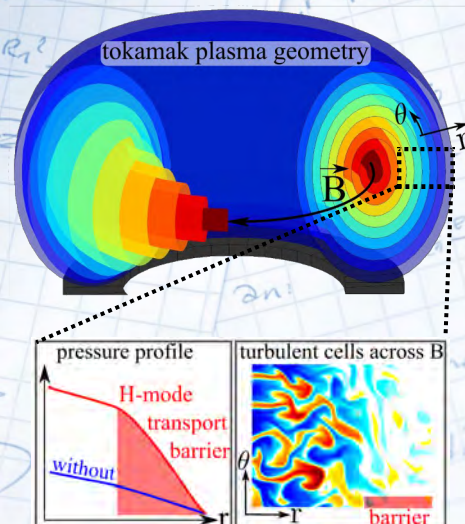 tokamak plasma geometry
θ
r
B
pressure profile
H-mode
transport
barrier
without
r
turbulent cells across B
θ
r
barrier